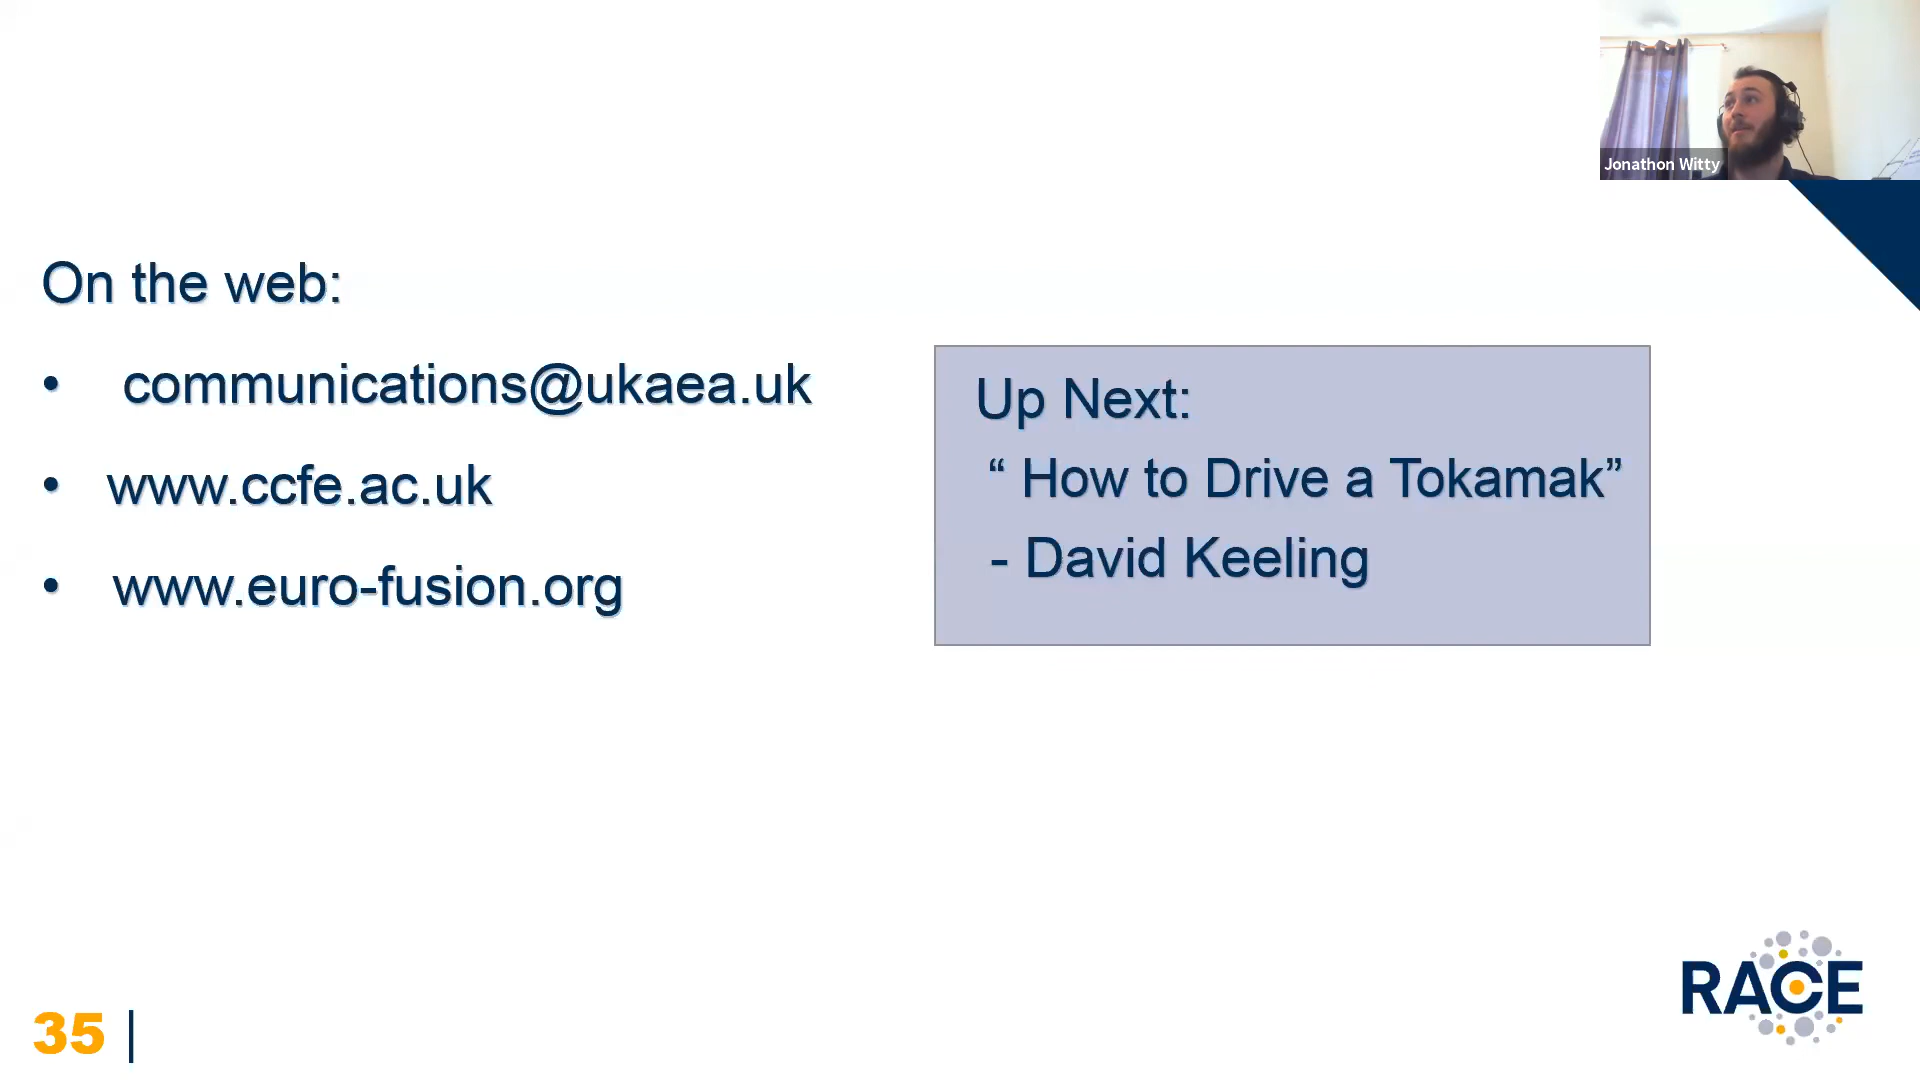 Jonathon Witty
On the web:
• communications@ukaea.uk
• www.ccfe.ac.uk
• www.euro-fusion.org
Up Next:
“ How to Drive a Tokamak”
- David Keeling
RACE
35